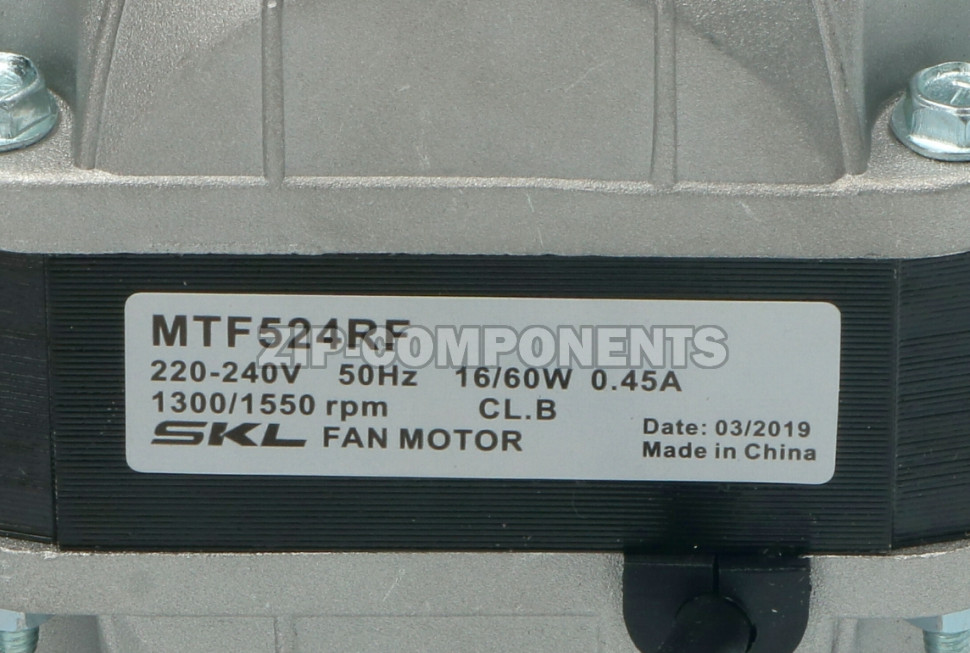 MTF524RF
ZIP-COMPONENTS
220-240V 50Hz 16/60W 0.45A
1300/1550 rpm CL.B
SKL FAN MOTOR
Date: 03/2019
Made in China